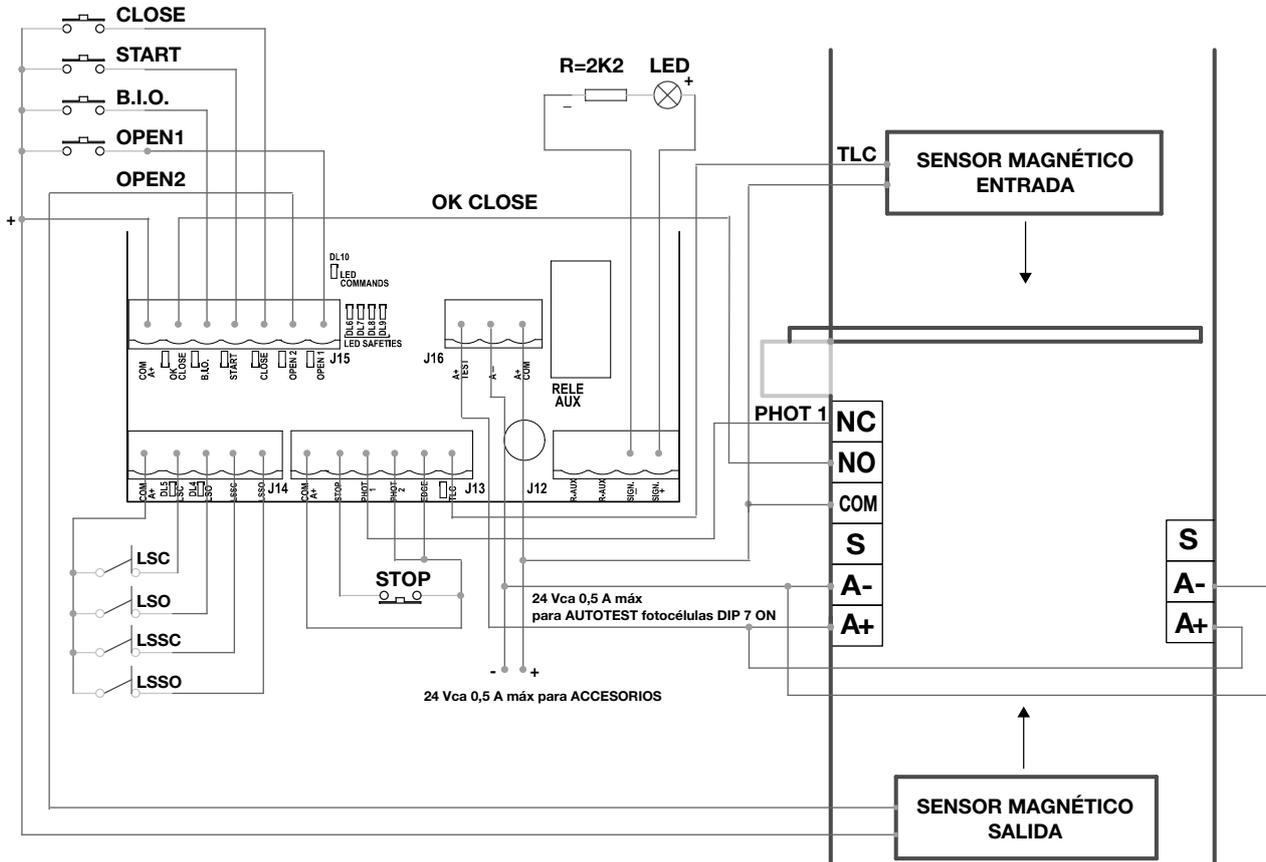 CLOSE
START
B.I.O.
OPEN1
OPEN2
+
R=2K2 LED
+
–
OK CLOSE
TLC
SENSOR MAGNÉTICO
ENTRADA
DL10
LED
COMMANDS
DL6
DL7
DL8
DL9
LED SAFETIES
COM
A+
OK
CLOSE
B.I.O.
START
CLOSE
OPEN 2
OPEN 1
J15
J16
A+
TEST
A–
A+
COM
RELE
AUX
PHOT 1
NC
NO
COM
S
A-
A+
S
A-
A+
COM
A+
DL5
LSC
DL4
LSO
LSSC
LSSO
J14
COM
A+
STOP
PHOT
1
PHOT
2
EDGE
TLC
J13
J12
R-AUX
R-AUX
SIGN.
–
SIGN.
+
LSC
LSO
LSSC
LSSO
STOP
24 Vca 0,5 A máx
para AUTOTEST fotocélulas DIP 7 ON
- +
24 Vca 0,5 A máx para ACCESORIOS
SENSOR MAGNÉTICO
SALIDA